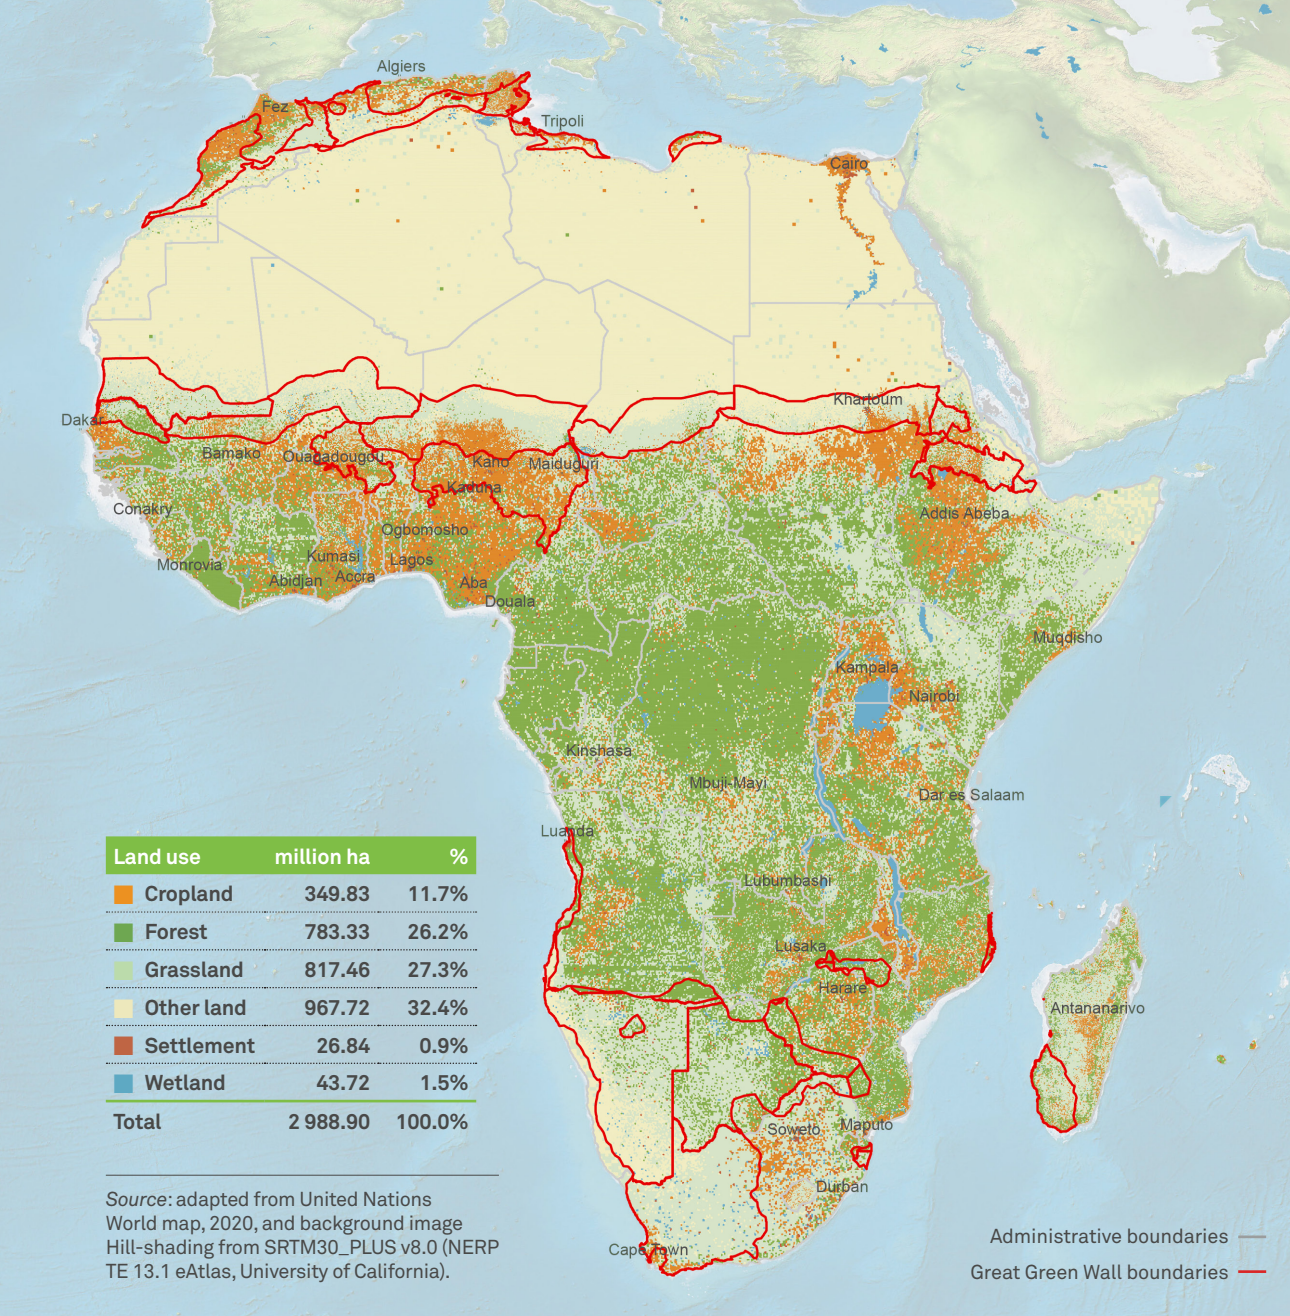 Algiers
Fez
Tripoli
Cairo
Khartoum
Dakar
Bamako
Ouagadougou
Kano
Maiduguri
Kaduna
Conakry
Addis Abeba
Ogbomosho
Kumasi
Lagos
Monrovia
Abidjan
Accra
Aba
Douala
Muqdisho
Kampala
Nairobi
Kinshasa
Mbuji-Mayi
Dar es Salaam
Luanda
Lubumbashi
Lusaka
Harare
Antananarivo
Soweto
Maputo
Durban
Cape Town
Land use million ha %
Cropland 349.83 11.7%
Forest 783.33 26.2%
Grassland 817.46 27.3%
Other land 967.72 32.4%
Settlement 26.84 0.9%
Wetland 43.72 1.5%
Total 2 988.90 100.0%
Source: adapted from United Nations
World map, 2020, and background image
Hill-shading from SRTM30_PLUS v8.0 (NERP
TE 13.1 eAtlas, University of California).
Administrative boundaries
Great Green Wall boundaries